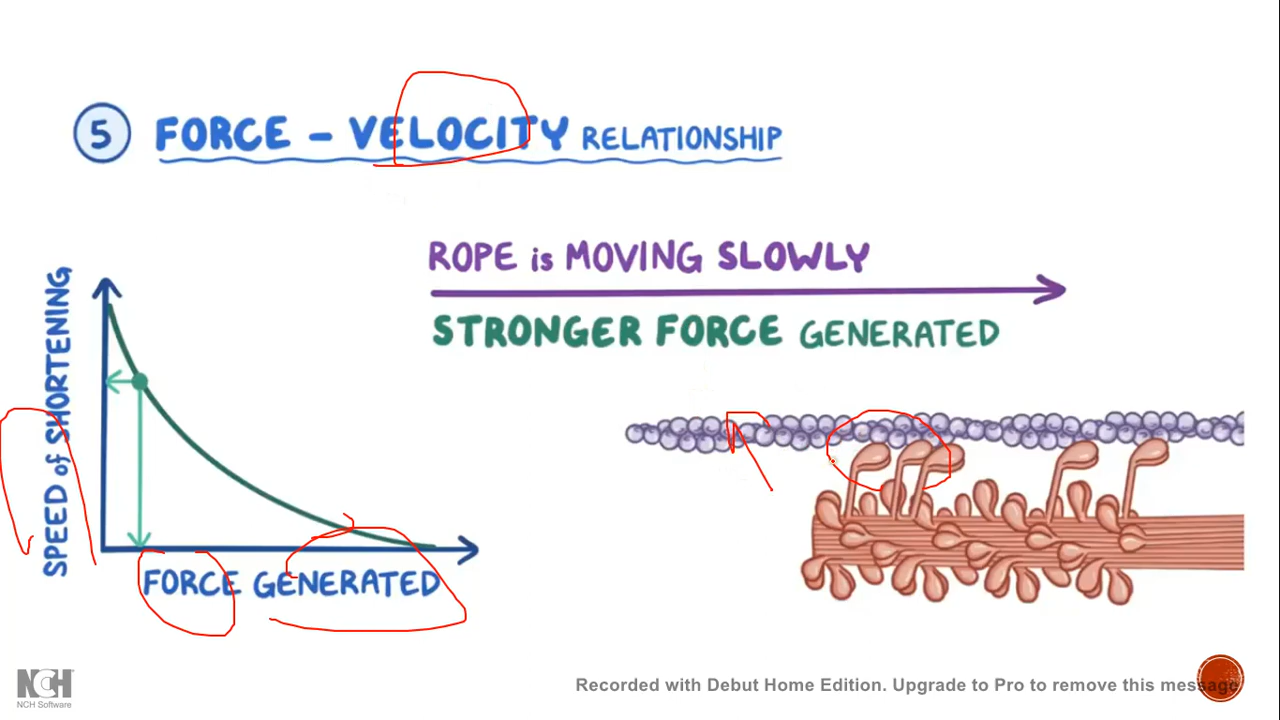 5 FORCE – VELOCITY RELATIONSHIP
ROPE is MOVING SLOWLY
STRONGER FORCE GENERATED
SPEED of SHORTENING
FORCE GENERATED
NCH
NCH Software
Recorded with Debut Home Edition. Upgrade to Pro to remove this message